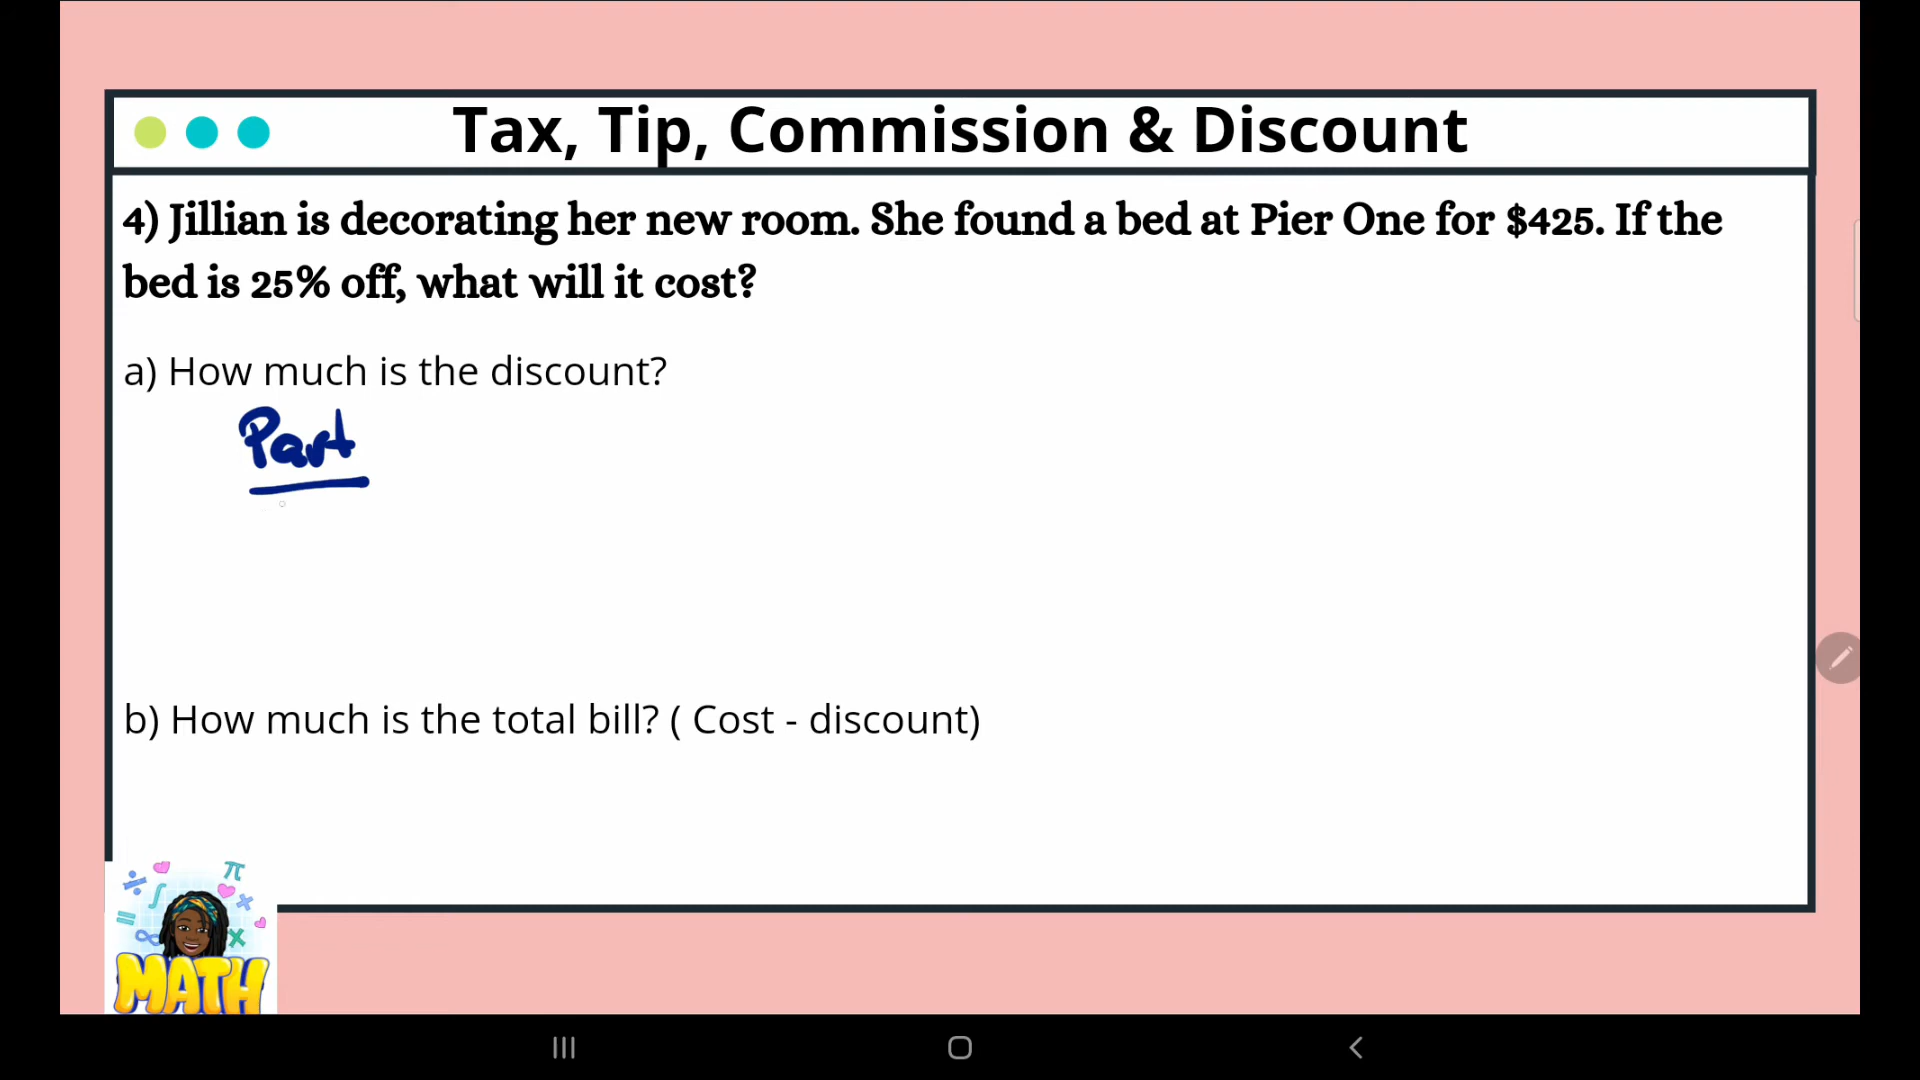 Tax, Tip, Commission & Discount
4) Jillian is decorating her new room. She found a bed at Pier One for $425. If the
bed is 25% off, what will it cost?
a) How much is the discount?
Part
b) How much is the total bill? ( Cost - discount)
MATH